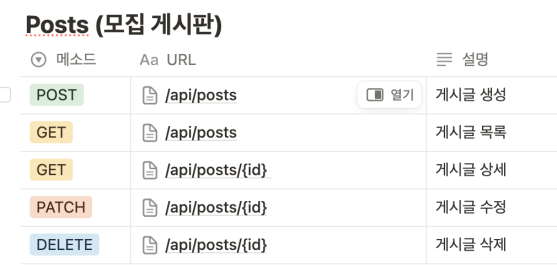 Posts (모집 게시판)
메소드 Aa URL 설명
POST /api/posts 열기 게시글 생성
GET /api/posts 게시글 목록
GET /api/posts/{id} 게시글 상세
PATCH /api/posts/{id} 게시글 수정
DELETE /api/posts/{id} 게시글 삭제